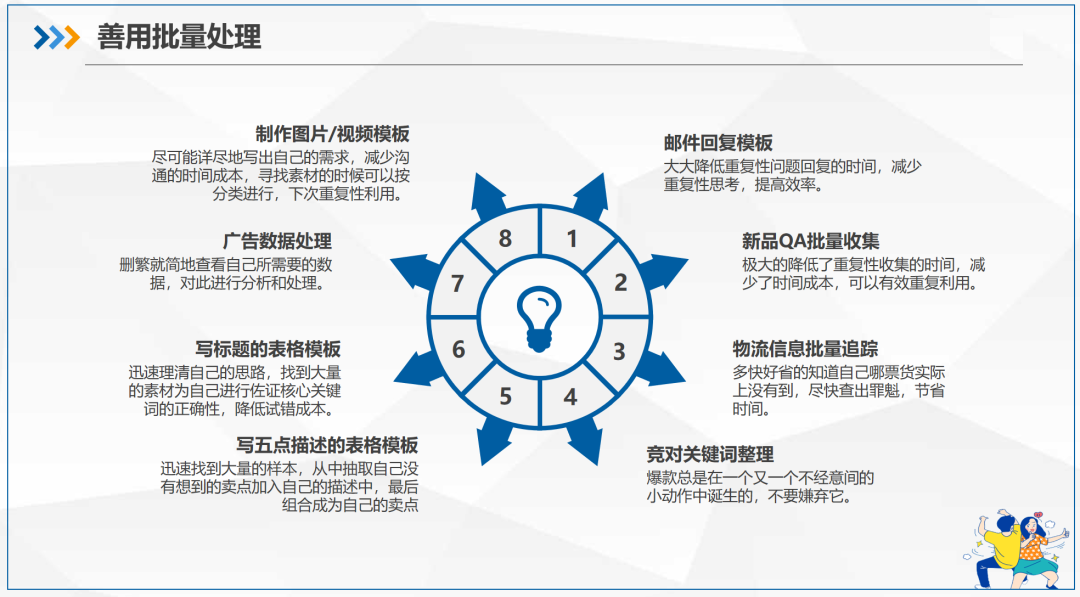 善用批量处理
制作图片/视频模板
尽可能详尽地写出自己的需求，减少沟
通的时间成本，寻找素材的时候可以按
分类进行，下次重复性利用。
广告数据处理
删繁就简地查看自己所需要的数
据，对此进行分析和处理。
写标题的表格模板
迅速理清自己的思路，找到大量
的素材为自己进行佐证核心关键
词的正确性，降低试错成本。
写五点描述的表格模板
迅速找到大量的样本，从中抽取自己没
有想到的卖点加入自己的描述中，最后
组合成为自己的卖点
8
1
7
2
6
3
5
4
邮件回复模板
大大降低重复性问题回复的时间，减少
重复性思考，提高效率。
新品QA批量收集
极大的降低了重复性收集的时间，减
少了时间成本，可以有效重复利用。
物流信息批量追踪
多快好省的知道自己哪票货实际
上没有到，尽快查出罪魁，节省
时间。
竞对关键词整理
爆款总是在一个又一个不经意间的
小动作中诞生的，不要嫌弃它。